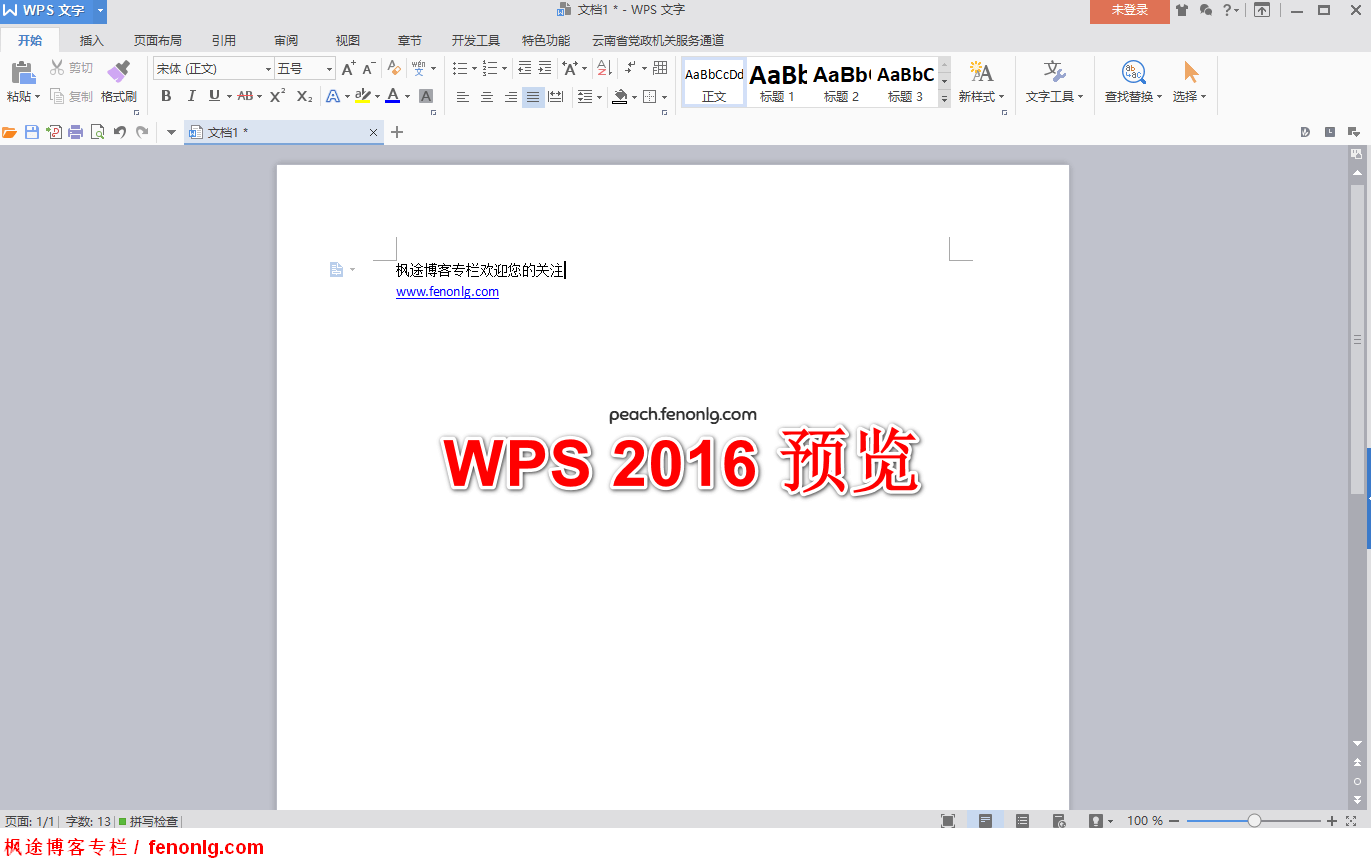 WPS 文字
文档1 * - WPS 文字
未登录
开始 插入 页面布局 引用 审阅 视图 章节 开发工具 特色功能 云南省党政机关服务通道
粘贴 剪切 复制 格式刷
宋体 (正文) 五号
AaBbCcDd AaBb AaBb AaBbC
正文 标题 1 标题 2 标题 3
新样式 文字工具 查找替换 选择
文档1 *
枫途博客专栏欢迎您的关注
www.fenonlg.com
peach.fenonlg.com
WPS 2016 预览
页面: 1/1 字数: 13 拼写检查 100 %
枫途博客专栏 / fenonlg.com